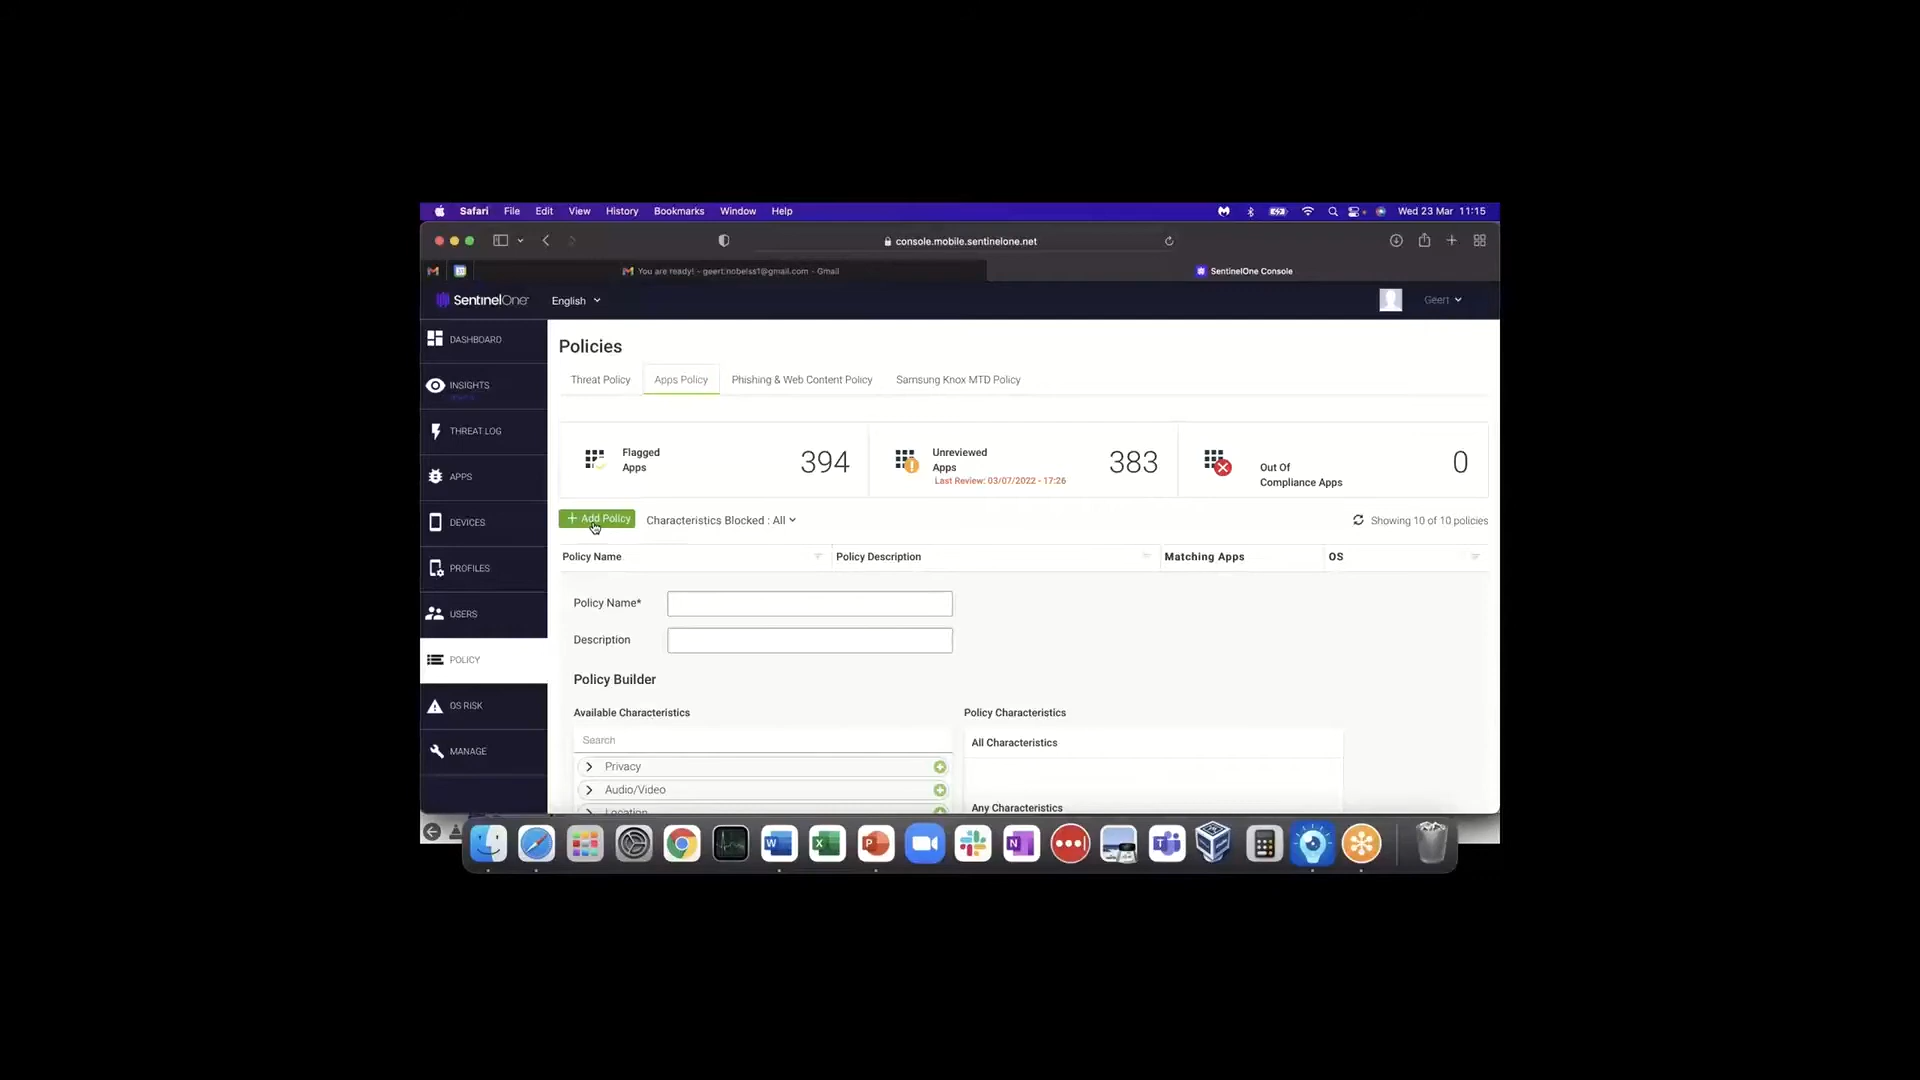 Safari File Edit View History Bookmarks Window Help Wed 23 Mar 11:15
console.mobile.sentinelone.net
You are ready! - geert.nobelss1@gmail.com - Gmail SentinelOne Console
SentinelOne English Geert
DASHBOARD
INSIGHTS
THREAT LOG
APPS
DEVICES
PROFILES
USERS
POLICY
OS RISK
MANAGE
Policies
Threat Policy Apps Policy Phishing & Web Content Policy Samsung Knox MTD Policy
Flagged
Apps
394
Unreviewed
Apps
Last Review: 03/07/2022 - 17:26
383
Out Of
Compliance Apps
0
+ Add Policy Characteristics Blocked : All Showing 10 of 10 policies
Policy Name Policy Description Matching Apps OS
Policy Name*
Description
Policy Builder
Available Characteristics Policy Characteristics
Search
All Characteristics
Privacy
Audio/Video
Location
Any Characteristics